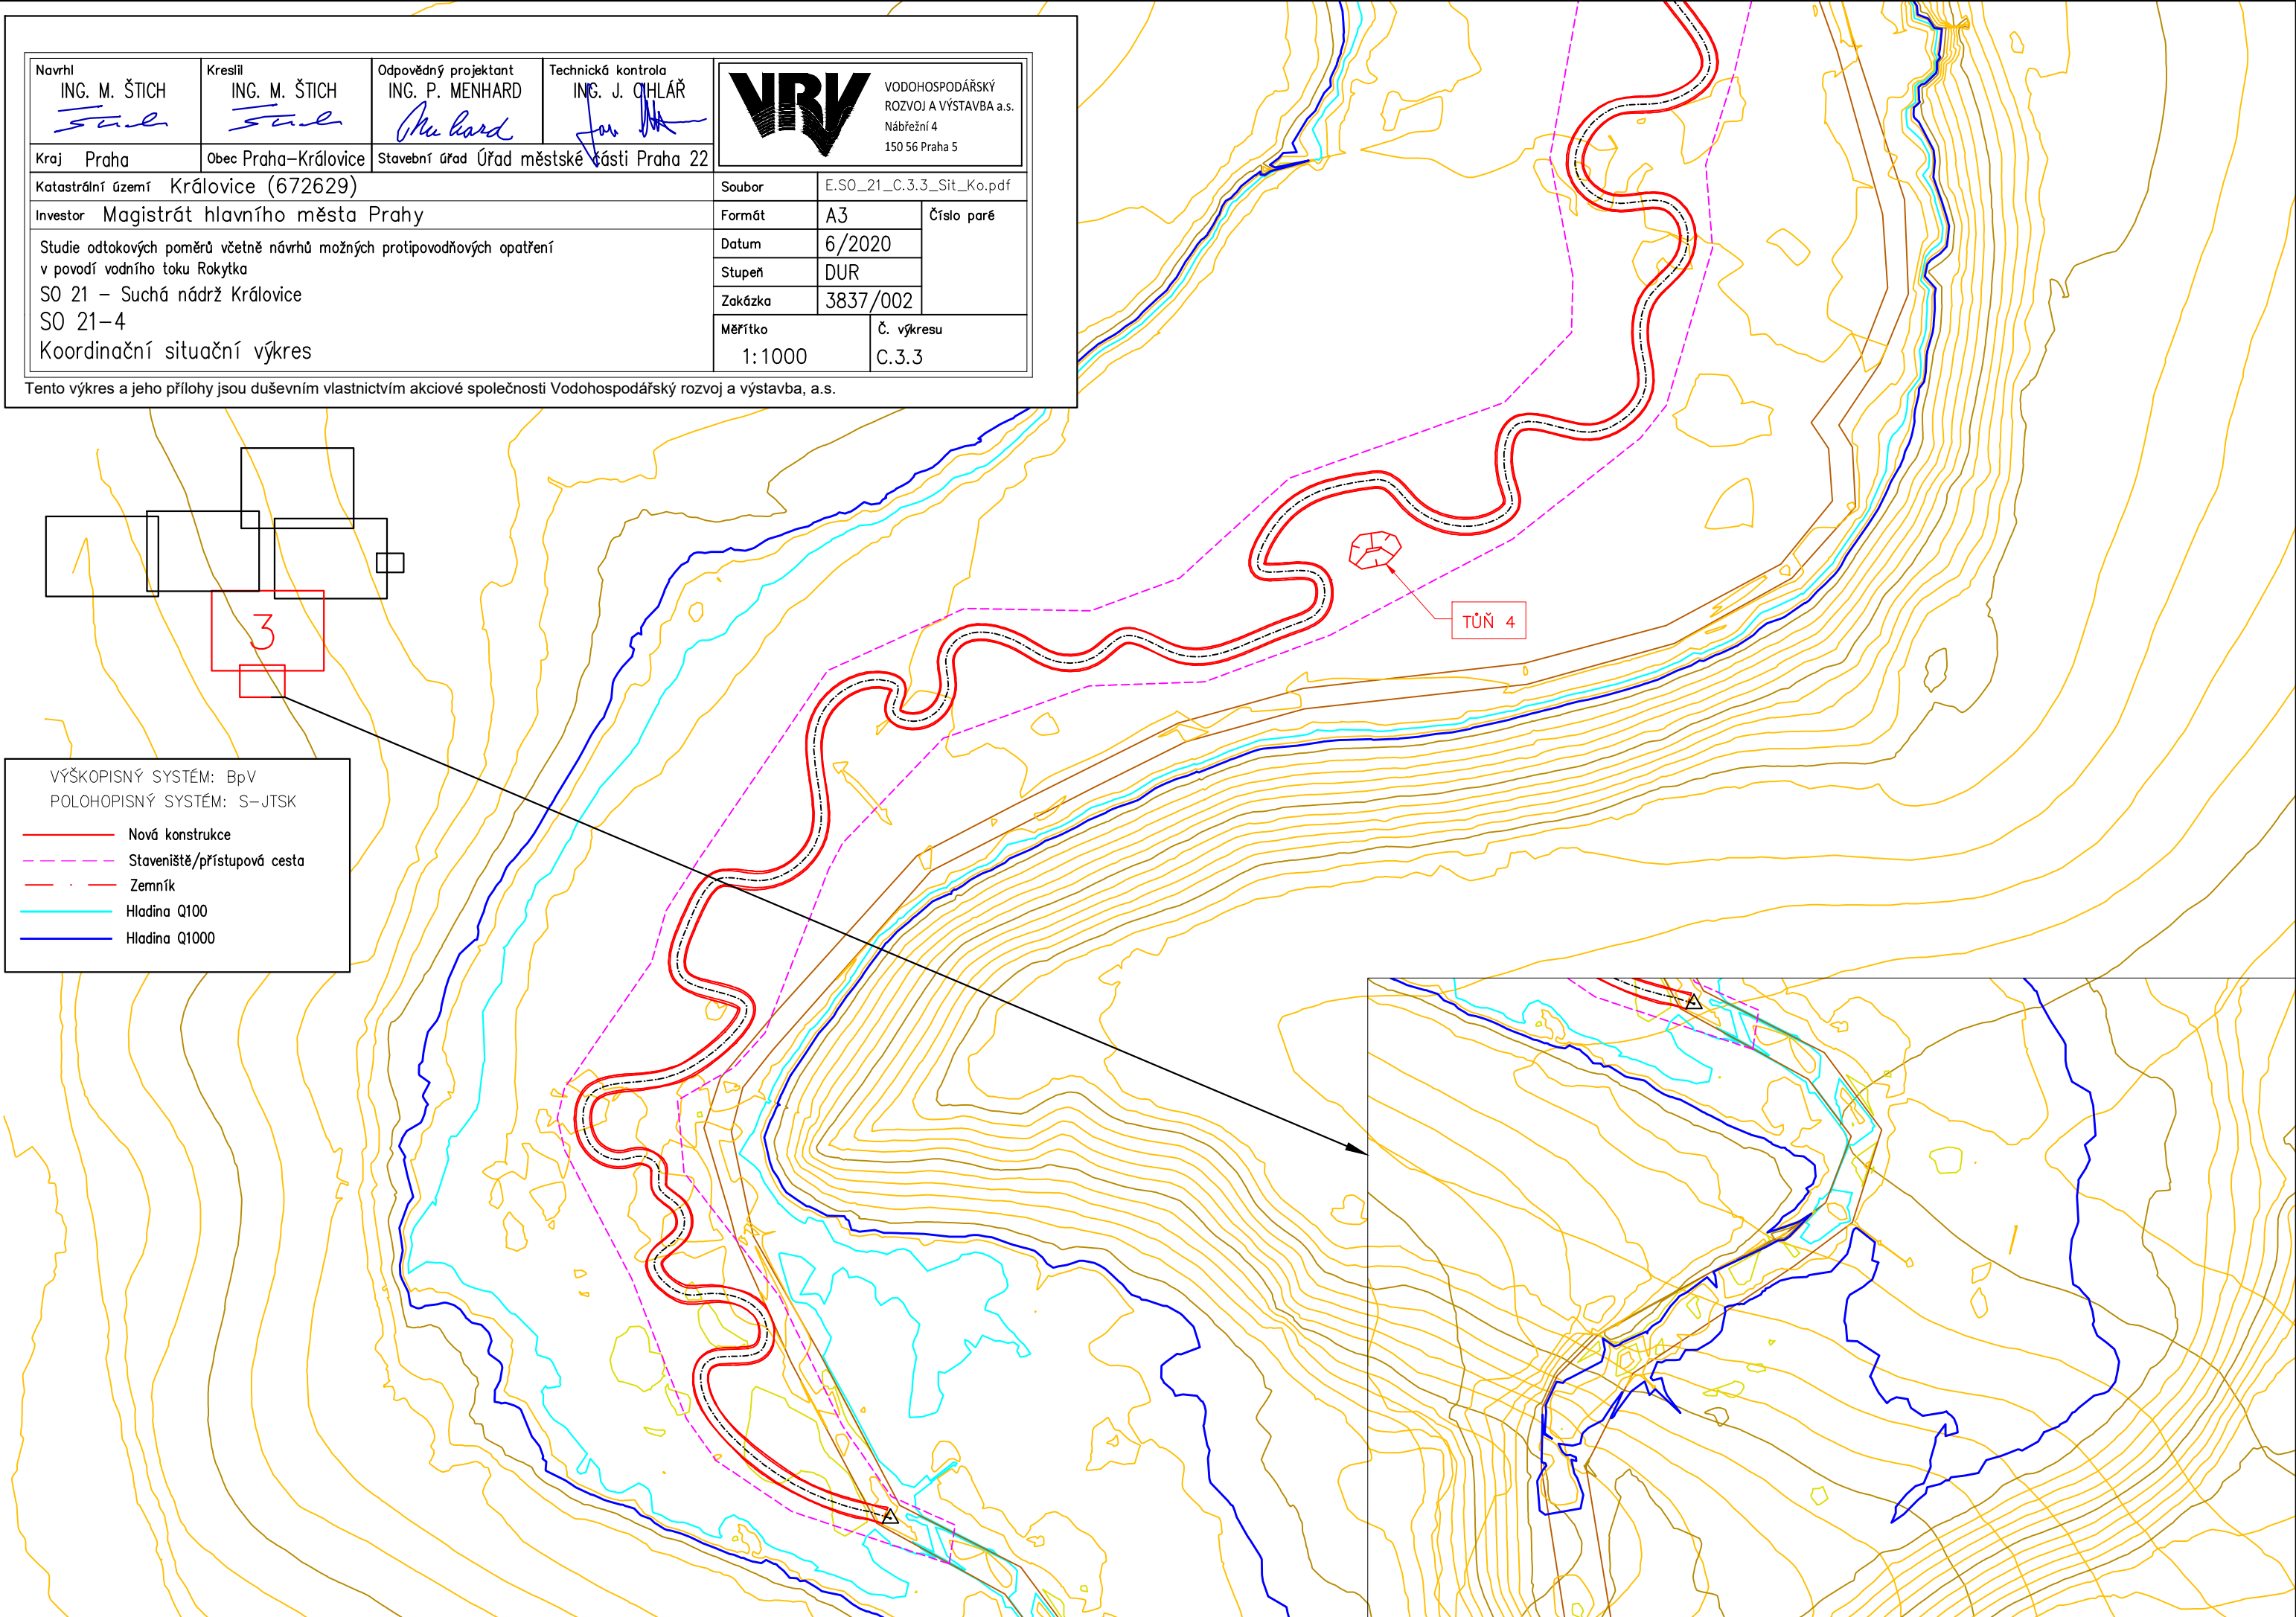 Navrhl
ING. M. ŠTICH
Kreslil
ING. M. ŠTICH
Odpovědný projektant
ING. P. MENHARD
Technická kontrola
ING. J. CIHLÁŘ
VRV
VODOHOSPODÁŘSKÝ
ROZVOJ A VÝSTAVBA a.s.
Nábřežní 4
150 56 Praha 5
Kraj Praha
Obec Praha-Královice
Stavební úřad Úřad městské části Praha 22
Katastrální území Královice (672629)
Soubor E.SO_21_C.3.3_Sit_Ko.pdf
Investor Magistrát hlavního města Prahy
Formát A3
Číslo paré
Studie odtokových poměrů včetně návrhů možných protipovodňových opatření
v povodí vodního toku Rokytka
Datum 6/2020
Stupeň DUR
SO 21 - Suchá nádrž Královice
Zakázka 3837/002
SO 21-4
Koordinační situační výkres
Měřítko
1:1000
Č. výkresu
C.3.3
Tento výkres a jeho přílohy jsou duševním vlastnictvím akciové společnosti Vodohospodářský rozvoj a výstavba, a.s.
3
TŮŇ 4
VÝŠKOPISNÝ SYSTÉM: BpV
POLOHOPISNÝ SYSTÉM: S-JTSK
Nová konstrukce
Staveniště/přístupová cesta
Zemník
Hladina Q100
Hladina Q1000